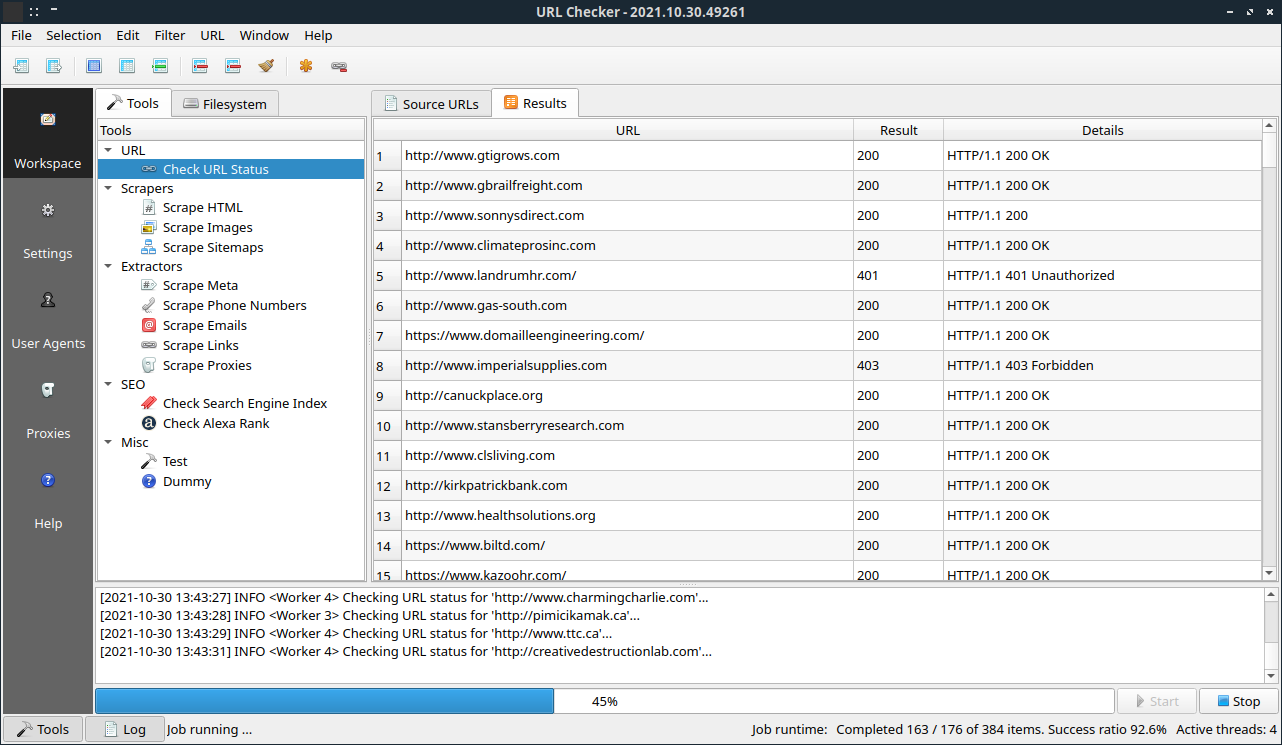 URL Checker - 2021.10.30.49261
File Selection Edit Filter URL Window Help
Workspace
Settings
User Agents
Proxies
Help
Tools Filesystem
Tools
URL
Check URL Status
Scrapers
Scrape HTML
Scrape Images
Scrape Sitemaps
Extractors
Scrape Meta
Scrape Phone Numbers
Scrape Emails
Scrape Links
Scrape Proxies
SEO
Check Search Engine Index
Check Alexa Rank
Misc
Test
Dummy
Source URLs Results
URL Result Details
1 http://www.gtigrows.com 200 HTTP/1.1 200 OK
2 http://www.gbrailfreight.com 200 HTTP/1.1 200 OK
3 http://www.sonnysdirect.com 200 HTTP/1.1 200
4 http://www.climateprosinc.com 200 HTTP/1.1 200 OK
5 http://www.landrumhr.com/ 401 HTTP/1.1 401 Unauthorized
6 http://www.gas-south.com 200 HTTP/1.1 200 OK
7 https://www.domailleengineering.com/ 200 HTTP/1.1 200 OK
8 http://www.imperialsupplies.com 403 HTTP/1.1 403 Forbidden
9 http://canuckplace.org 200 HTTP/1.1 200 OK
10 http://www.stansberryresearch.com 200 HTTP/1.1 200 OK
11 http://www.clsliving.com 200 HTTP/1.1 200 OK
12 http://kirkpatrickbank.com 200 HTTP/1.1 200 OK
13 http://www.healthsolutions.org 200 HTTP/1.1 200 OK
14 https://www.biltd.com/ 200 HTTP/1.1 200 OK
15 https://www.kazoohr.com/ 200 HTTP/1.1 200 OK
[2021-10-30 13:43:27] INFO <Worker 4> Checking URL status for 'http://www.charmingcharlie.com'...
[2021-10-30 13:43:28] INFO <Worker 3> Checking URL status for 'http://pimicikamak.ca'...
[2021-10-30 13:43:29] INFO <Worker 4> Checking URL status for 'http://www.ttc.ca'...
[2021-10-30 13:43:31] INFO <Worker 4> Checking URL status for 'http://creativedestructionlab.com'...
45% Start Stop
Tools Log Job running ... Job runtime: Completed 163 / 176 of 384 items. Success ratio 92.6% Active threads: 4